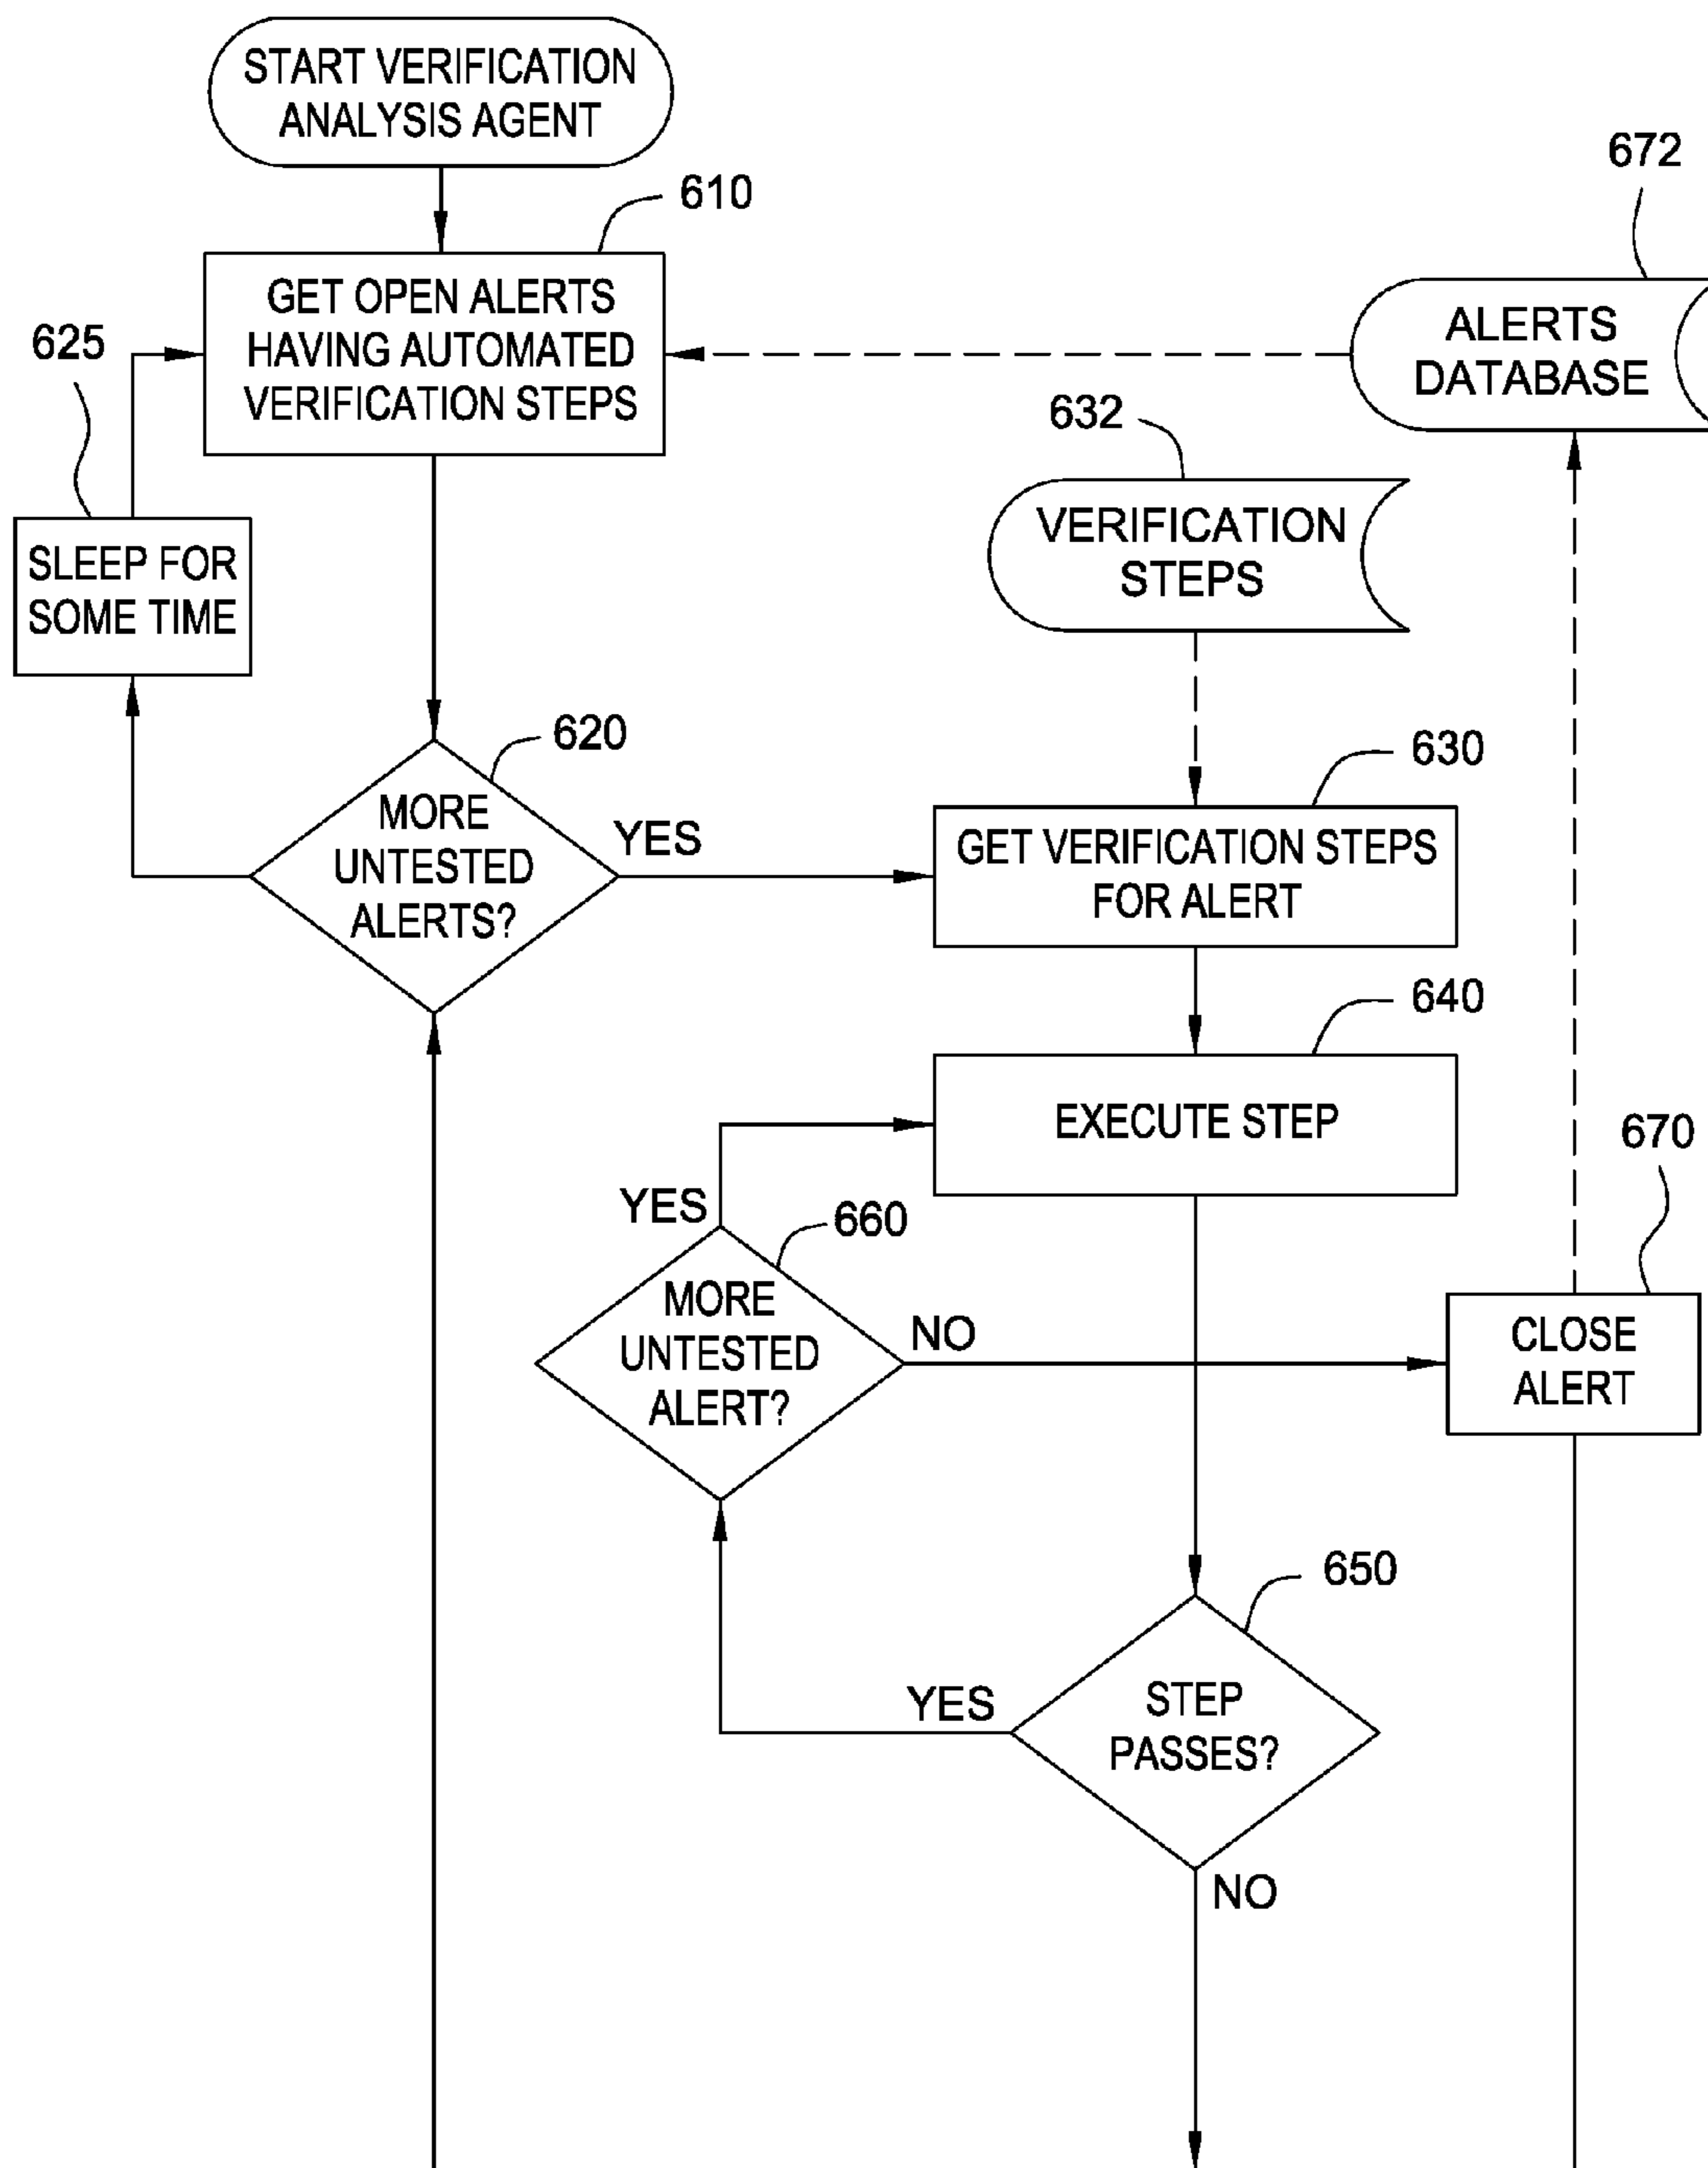 START VERIFICATION
ANALYSIS AGENT
672
610
GET OPEN ALERTS
HAVING AUTOMATED
VERIFICATION STEPS
625
ALERTS
DATABASE
632
VERIFICATION
STEPS
SLEEP FOR
SOME TIME
620
630
MORE
UNTESTED
ALERTS?
YES
GET VERIFICATION STEPS
FOR ALERT
640
EXECUTE STEP
670
YES
660
MORE
UNTESTED
ALERT?
NO
CLOSE
ALERT
650
YES
STEP
PASSES?
NO